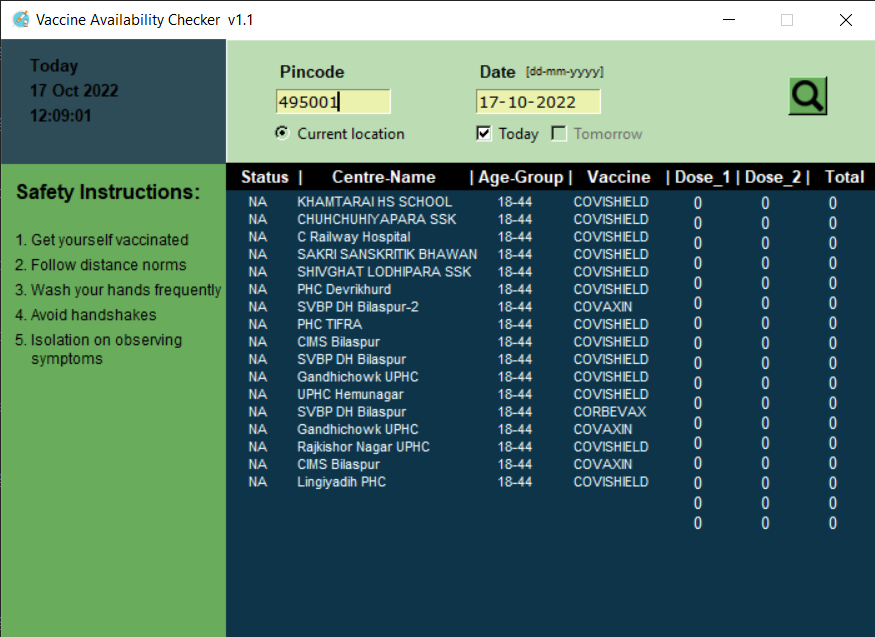 Vaccine Availability Checker v1.1
Today
17 Oct 2022
12:09:01
Pincode
495001
Current location
Date [dd-mm-yyyy]
17-10-2022
Today Tomorrow
Safety Instructions:
1. Get yourself vaccinated
2. Follow distance norms
3. Wash your hands frequently
4. Avoid handshakes
5. Isolation on observing
symptoms
Status | Centre-Name | Age-Group | Vaccine | Dose_1 | Dose_2 | Total
NA KHAMTARAI HS SCHOOL 18-44 COVISHIELD 0 0 0
NA CHUHCHUHIYAPARA SSK 18-44 COVISHIELD 0 0 0
NA C Railway Hospital 18-44 COVISHIELD 0 0 0
NA SAKRI SANSKRITIK BHAWAN 18-44 COVISHIELD 0 0 0
NA SHIVGHAT LODHIPARA SSK 18-44 COVISHIELD 0 0 0
NA PHC Devrikhurd 18-44 COVISHIELD 0 0 0
NA SVBP DH Bilaspur-2 18-44 COVAXIN 0 0 0
NA PHC TIFRA 18-44 COVISHIELD 0 0 0
NA CIMS Bilaspur 18-44 COVISHIELD 0 0 0
NA SVBP DH Bilaspur 18-44 COVISHIELD 0 0 0
NA Gandhichowk UPHC 18-44 COVISHIELD 0 0 0
NA UPHC Hemunagar 18-44 COVISHIELD 0 0 0
NA SVBP DH Bilaspur 18-44 CORBEVAX 0 0 0
NA Gandhichowk UPHC 18-44 COVAXIN 0 0 0
NA Rajkishor Nagar UPHC 18-44 COVISHIELD 0 0 0
NA CIMS Bilaspur 18-44 COVAXIN 0 0 0
NA Lingiyadih PHC 18-44 COVISHIELD 0 0 0